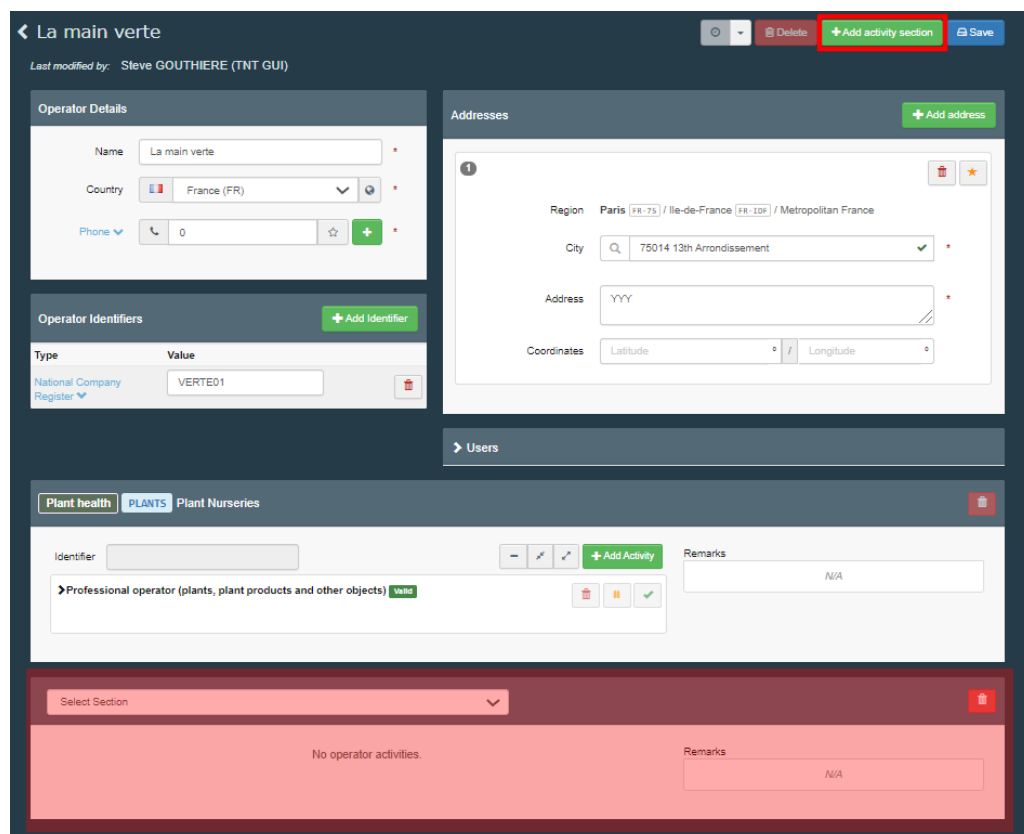 La main verte
Delete
Add activity section
Save
Last modified by: Steve GOUTHIERE (TNT GUI)
Operator Details
Name La main verte *
Country France (FR) *
Phone 0 *
Operator Identifiers Add Identifier
Type Value
National Company Register VERTE01
Addresses Add address
1
Region Paris FR-75 / Ile-de-France FR-IDF / Metropolitan France
City 75014 13th Arrondissement *
Address YYY *
Coordinates Latitude / Longitude
Users
Plant health PLANTS Plant Nurseries
Identifier Add Activity
Professional operator (plants, plant products and other objects) Valid
Remarks
N/A
Select Section
No operator activities.
Remarks
N/A